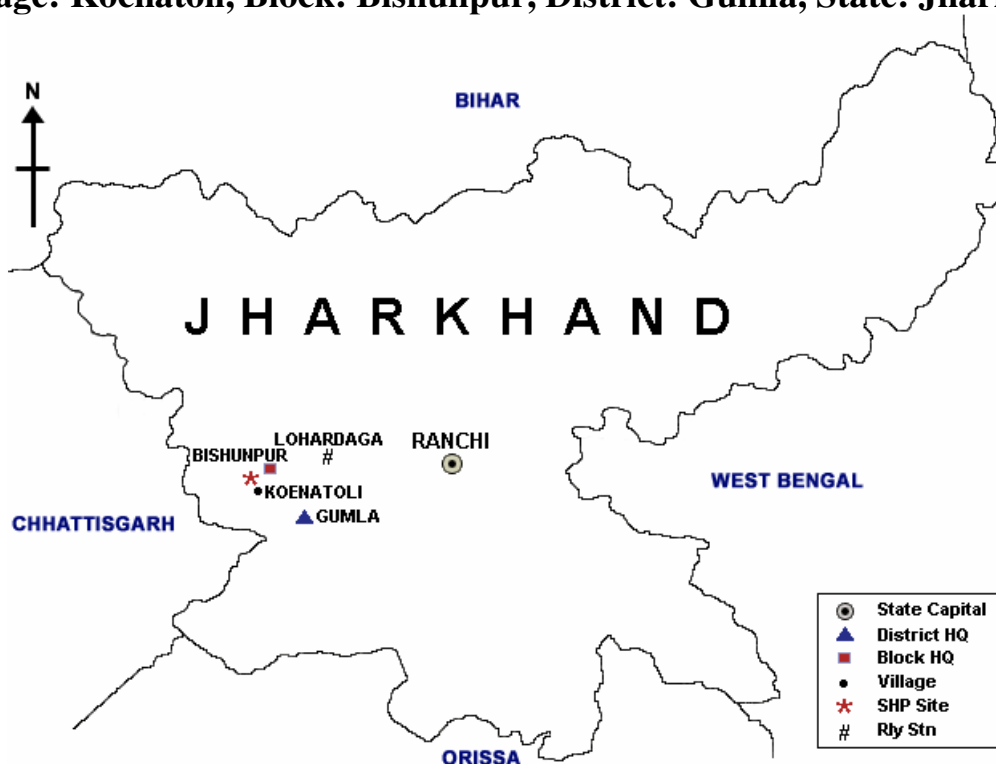 age: Koenatoli, Block: Bishunpur, District: Gumla, State: Jhar
N
BIHAR
JHARKHAND
LOHARDAGA
#
RANCHI
BISHUNPUR
KOENATOLI
GUMLA
WEST BENGAL
CHHATTISGARH
State Capital
District HQ
Block HQ
Village
SHP Site
# Rly Stn
ORISSA